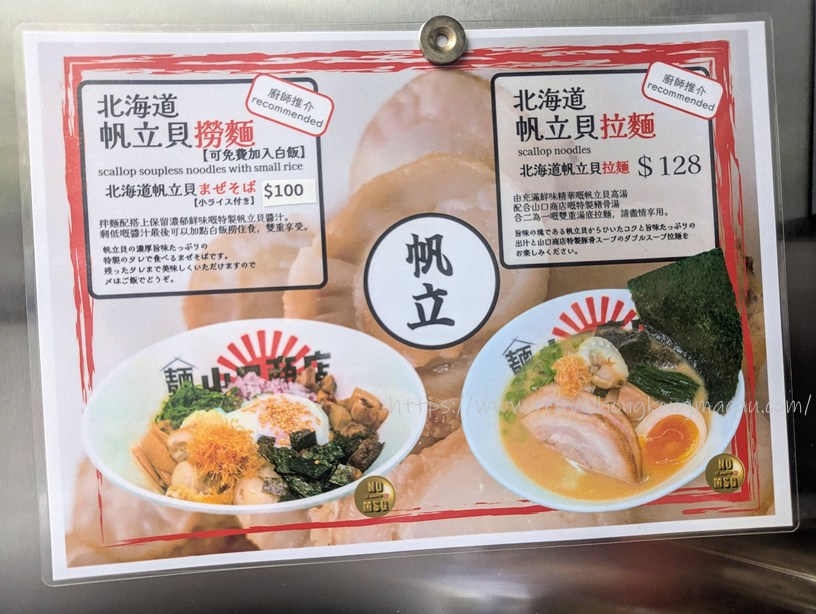 廚師推介
recommended
北海道
帆立貝撈麵
【可免費加入白飯】
scallop soupless noodles with small rice
北海道帆立貝まぜそば $100
【小ライス付き】
拌麵配搭上保留濃郁鮮味嘅特製帆立貝醬汁。
剩低嘅醬汁最後可以加點白飯撈住食，雙重享受。
帆立貝の濃厚旨味たっぷりの
特製のタレで食べるまぜそばです。
残ったタレまで美味しくいただけますので
〆はご飯でどうぞ。
廚師推介
recommended
北海道
帆立貝拉麵
scallop noodles
北海道帆立貝拉麵 $128
由充滿鮮味精華嘅帆立貝高湯
配合山口商店嘅特製豬骨湯
合二為一嘅雙重湯底拉麵，請盡情享用。
旨味の塊である帆立貝からひいたコクと旨味たっぷりの
出汁と山口商店特製豚骨スープのダブルスープ拉麵を
お楽しみください。
帆立
麵
NO
MSG
麵
NO
MSG